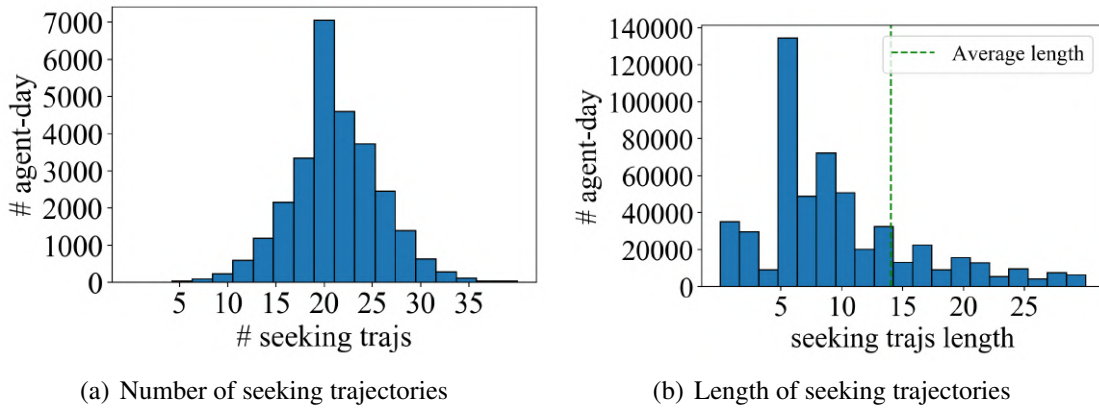 7000
6000
5000
4000
3000
2000
1000
0
# agent-day
5 10 15 20 25 30 35
# seeking trajs
(a) Number of seeking trajectories
140000
120000
100000
80000
60000
40000
20000
0
# agent-day
Average length
5 10 15 20 25
seeking trajs length
(b) Length of seeking trajectories